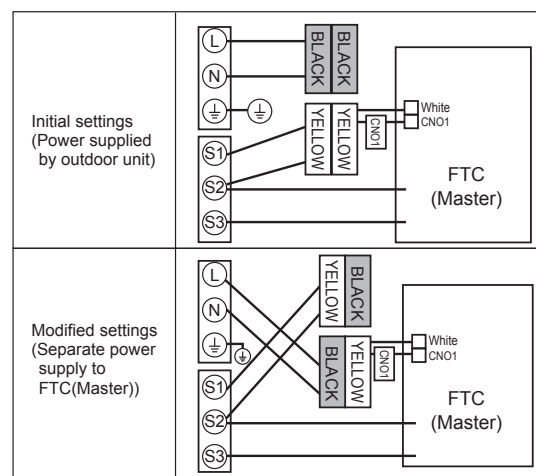 Initial settings
(Power supplied
by outdoor unit)
L
N
S1
S2
S3
BLACK
BLACK
YELLOW
YELLOW
CNO1
White
CNO1
FTC
(Master)
Modified settings
(Separate power
supply to
FTC(Master))
L
N
S1
S2
S3
YELLOW
BLACK
BLACK
YELLOW
CNO1
White
CNO1
FTC
(Master)